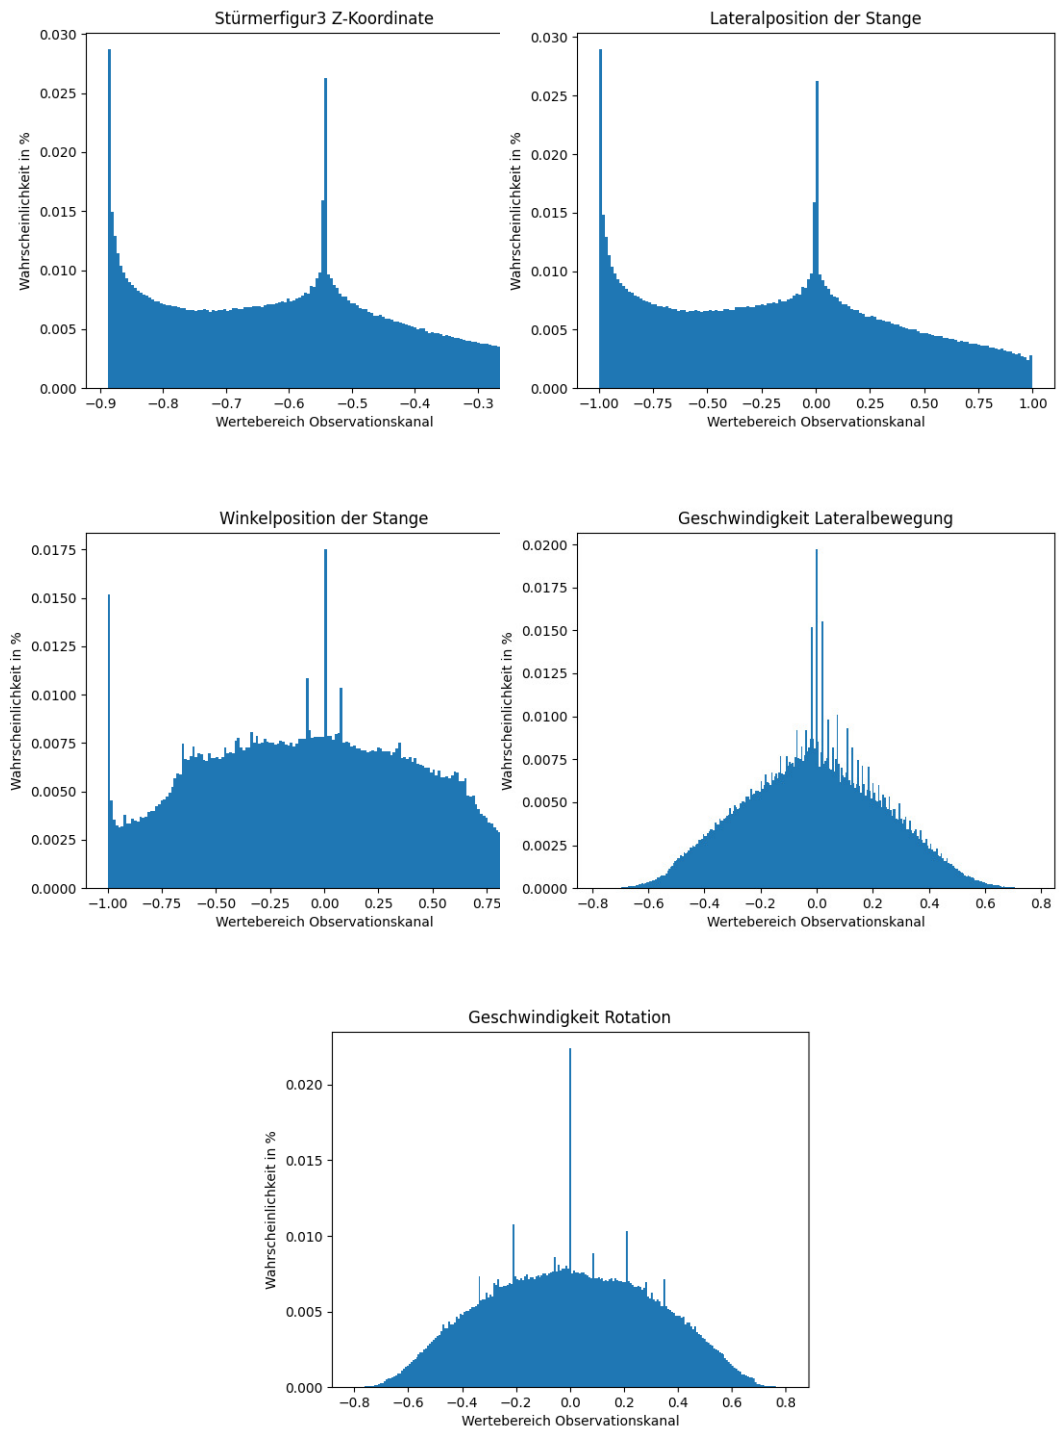 Stürmerfigur3 Z-Koordinate
Wahrscheinlichkeit in %
0.030
0.025
0.020
0.015
0.010
0.005
0.000
−0.9 −0.8 −0.7 −0.6 −0.5 −0.4 −0.3
Wertebereich Observationskanal
Lateralposition der Stange
Wahrscheinlichkeit in %
0.030
0.025
0.020
0.015
0.010
0.005
0.000
−1.00 −0.75 −0.50 −0.25 0.00 0.25 0.50 0.75 1.00
Wertebereich Observationskanal
Winkelposition der Stange
Wahrscheinlichkeit in %
0.0175
0.0150
0.0125
0.0100
0.0075
0.0050
0.0025
0.0000
−1.00 −0.75 −0.50 −0.25 0.00 0.25 0.50 0.75
Wertebereich Observationskanal
Geschwindigkeit Lateralbewegung
Wahrscheinlichkeit in %
0.0200
0.0175
0.0150
0.0125
0.0100
0.0075
0.0050
0.0025
0.0000
−0.8 −0.6 −0.4 −0.2 0.0 0.2 0.4 0.6 0.8
Wertebereich Observationskanal
Geschwindigkeit Rotation
Wahrscheinlichkeit in %
0.020
0.015
0.010
0.005
0.000
−0.8 −0.6 −0.4 −0.2 0.0 0.2 0.4 0.6 0.8
Wertebereich Observationskanal